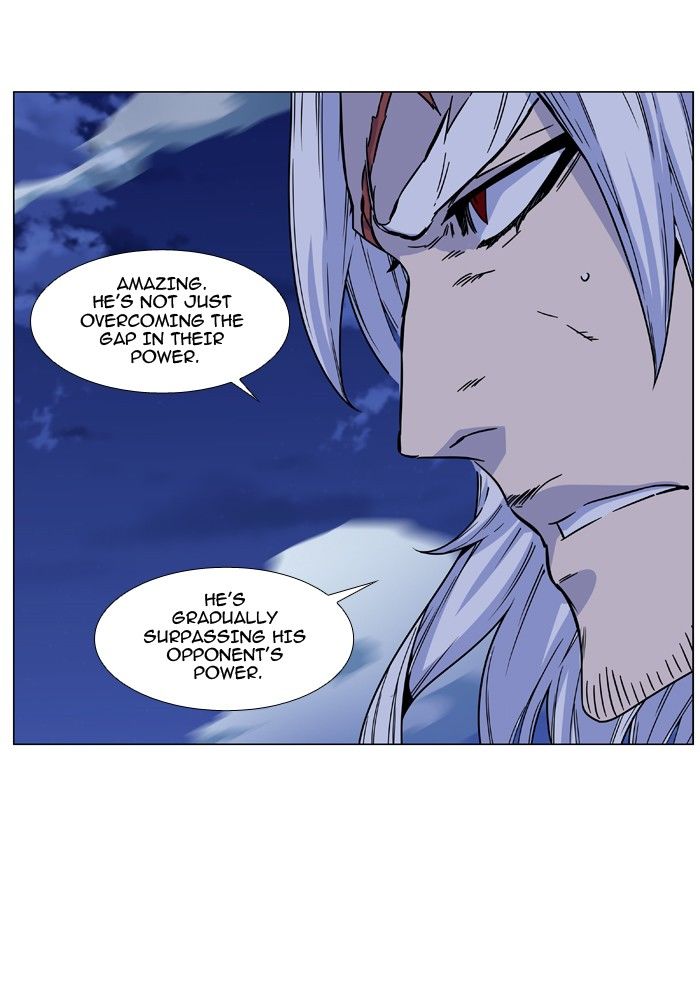 AMAZING.
HE'S NOT JUST
OVERCOMING THE
GAP IN THEIR
POWER.
HE'S
GRADUALLY
SURPASSING HIS
OPPONENT'S
POWER.